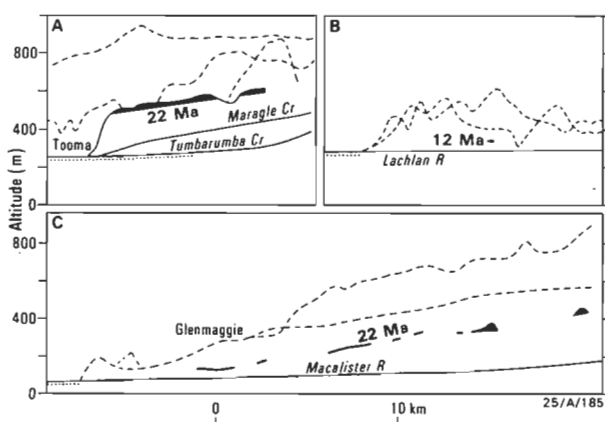 A
B
800
22 Ma
Maragle Cr
400
Tooma
Tumbarumba Cr
12 Ma
Lachlan R
0
Altitude (m)
C
800
Glenmaggie
400
22 Ma
Macalister R
0
25/A/185
0
10 km